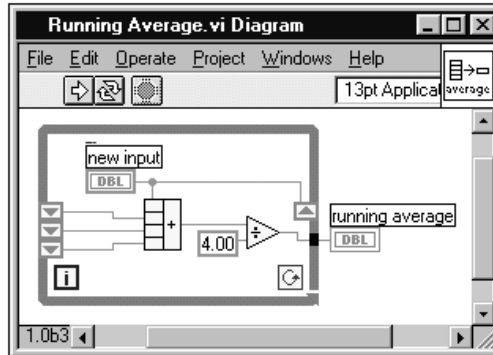 Running Average.vi Diagram
File Edit Operate Project Windows Help
13pt Applica
average
new input
DBL
+
4.00
÷
running average
DBL
i
1.0b3